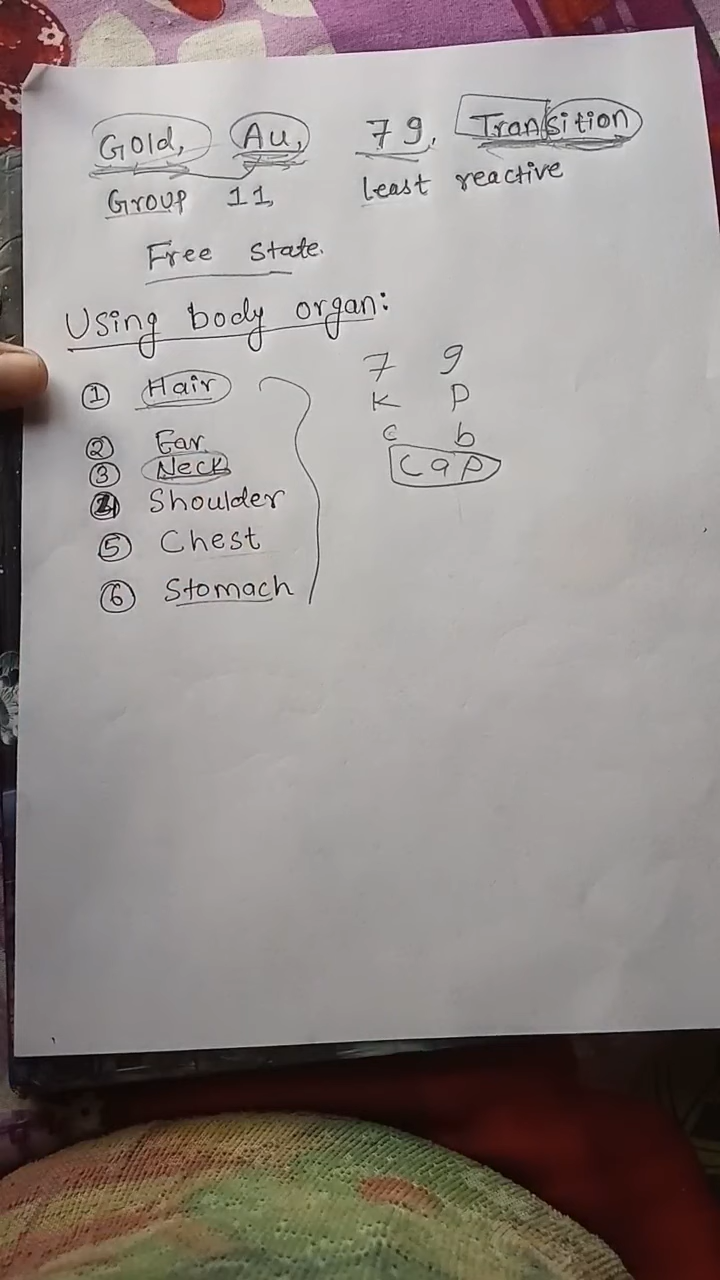 Gold, Au, 79, Transition
Group 11, least reactive
Free state.
Using body organ:
① Hair
② Ear
③ Neck
4 Shoulder
⑤ Chest
⑥ Stomach
7 9
K P
c b
Cap